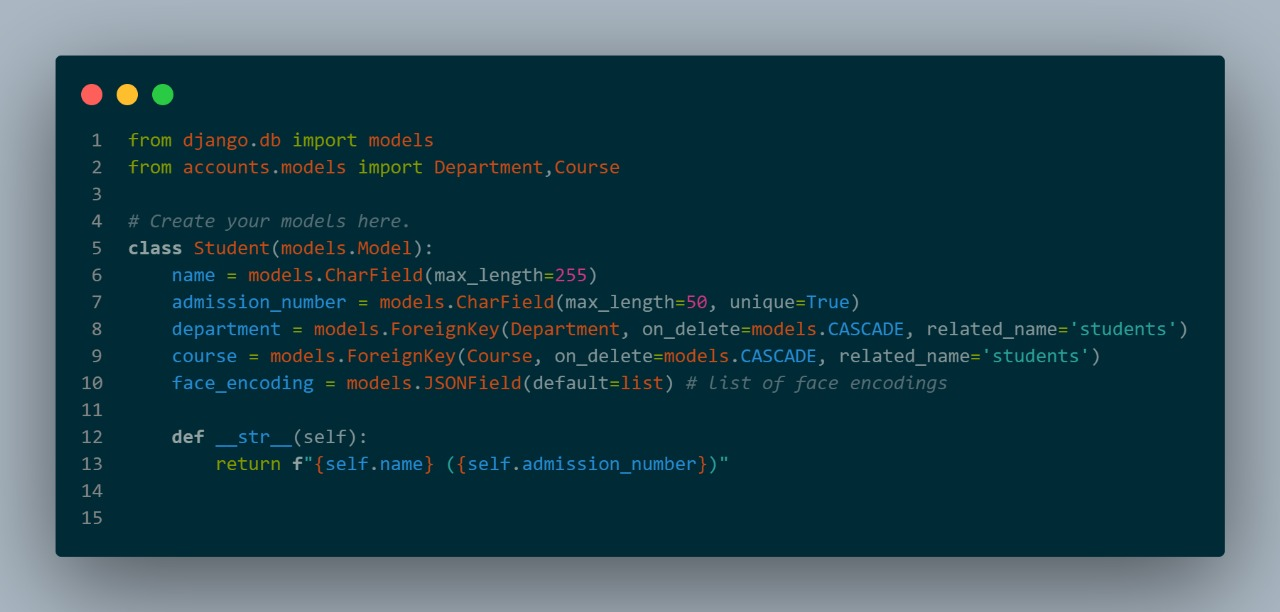 1 from django.db import models
2 from accounts.models import Department,Course
3
4 # Create your models here.
5 class Student(models.Model):
6     name = models.CharField(max_length=255)
7     admission_number = models.CharField(max_length=50, unique=True)
8     department = models.ForeignKey(Department, on_delete=models.CASCADE, related_name='students')
9     course = models.ForeignKey(Course, on_delete=models.CASCADE, related_name='students')
10     face_encoding = models.JSONField(default=list) # list of face encodings
11
12     def __str__(self):
13         return f"{self.name} ({self.admission_number})"
14
15